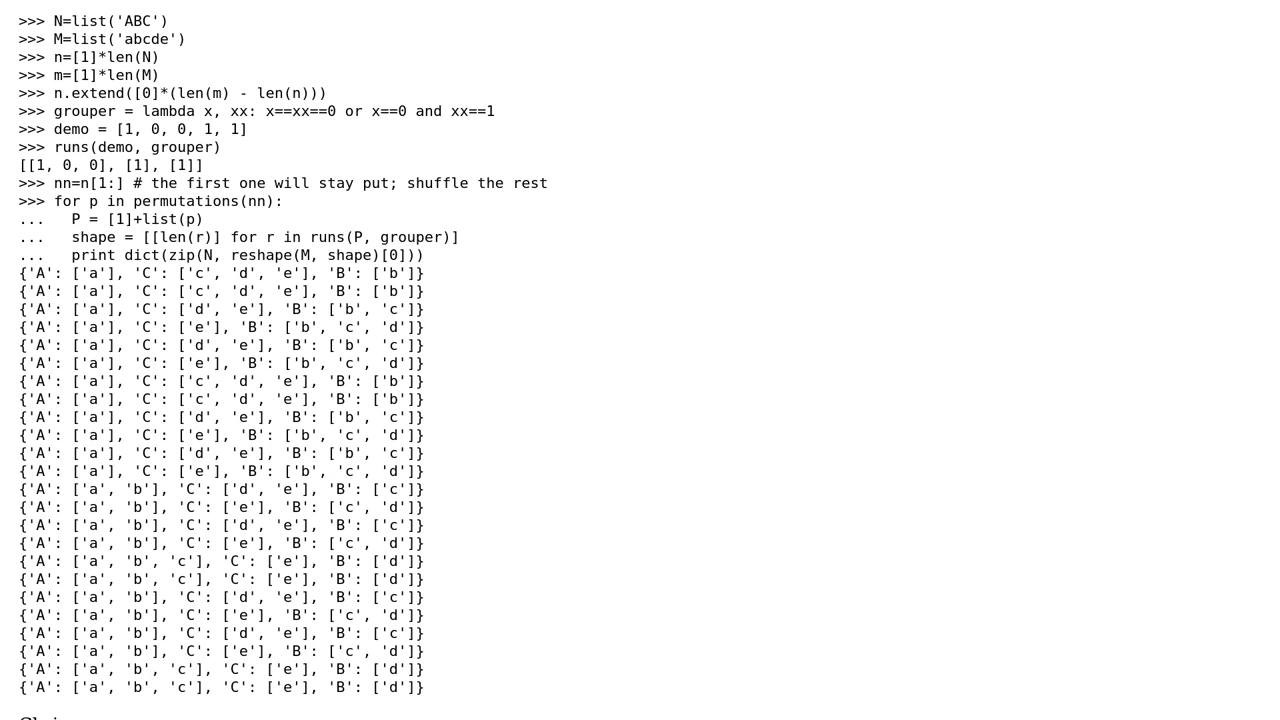 >>> N=list('ABC')
>>> M=list('abcde')
>>> n=[1]*len(N)
>>> m=[1]*len(M)
>>> n.extend([0]*(len(m) - len(n)))
>>> grouper = lambda x, xx: x==xx==0 or x==0 and xx==1
>>> demo = [1, 0, 0, 1, 1]
>>> runs(demo, grouper)
[[1, 0, 0], [1], [1]]
>>> nn=n[1:] # the first one will stay put; shuffle the rest
>>> for p in permutations(nn):
...   P = [1]+list(p)
...   shape = [[len(r)] for r in runs(P, grouper)]
...   print dict(zip(N, reshape(M, shape)[0]))
{'A': ['a'], 'C': ['c', 'd', 'e'], 'B': ['b']}
{'A': ['a'], 'C': ['c', 'd', 'e'], 'B': ['b']}
{'A': ['a'], 'C': ['d', 'e'], 'B': ['b', 'c']}
{'A': ['a'], 'C': ['e'], 'B': ['b', 'c', 'd']}
{'A': ['a'], 'C': ['d', 'e'], 'B': ['b', 'c']}
{'A': ['a'], 'C': ['e'], 'B': ['b', 'c', 'd']}
{'A': ['a'], 'C': ['c', 'd', 'e'], 'B': ['b']}
{'A': ['a'], 'C': ['c', 'd', 'e'], 'B': ['b']}
{'A': ['a'], 'C': ['d', 'e'], 'B': ['b', 'c']}
{'A': ['a'], 'C': ['e'], 'B': ['b', 'c', 'd']}
{'A': ['a'], 'C': ['d', 'e'], 'B': ['b', 'c']}
{'A': ['a'], 'C': ['e'], 'B': ['b', 'c', 'd']}
{'A': ['a', 'b'], 'C': ['d', 'e'], 'B': ['c']}
{'A': ['a', 'b'], 'C': ['e'], 'B': ['c', 'd']}
{'A': ['a', 'b'], 'C': ['d', 'e'], 'B': ['c']}
{'A': ['a', 'b'], 'C': ['e'], 'B': ['c', 'd']}
{'A': ['a', 'b', 'c'], 'C': ['e'], 'B': ['d']}
{'A': ['a', 'b', 'c'], 'C': ['e'], 'B': ['d']}
{'A': ['a', 'b'], 'C': ['d', 'e'], 'B': ['c']}
{'A': ['a', 'b'], 'C': ['e'], 'B': ['c', 'd']}
{'A': ['a', 'b'], 'C': ['d', 'e'], 'B': ['c']}
{'A': ['a', 'b'], 'C': ['e'], 'B': ['c', 'd']}
{'A': ['a', 'b', 'c'], 'C': ['e'], 'B': ['d']}
{'A': ['a', 'b', 'c'], 'C': ['e'], 'B': ['d']}